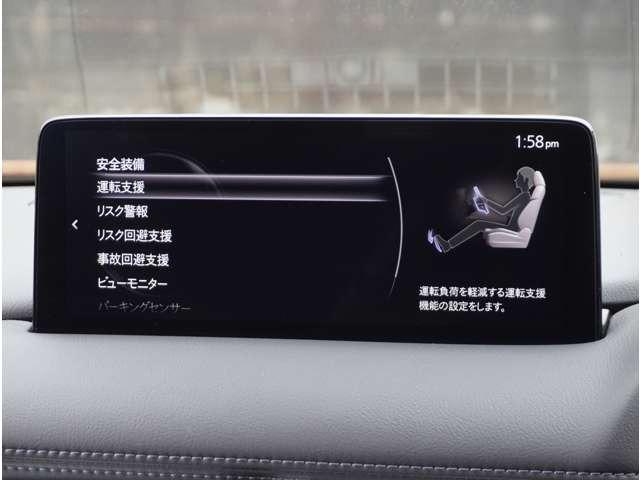 1:58pm
安全装備
運転支援
リスク警報
リスク回避支援
事故回避支援
ビューモニター
パーキングセンサー
運転負荷を軽減する運転支援
機能の設定をします。